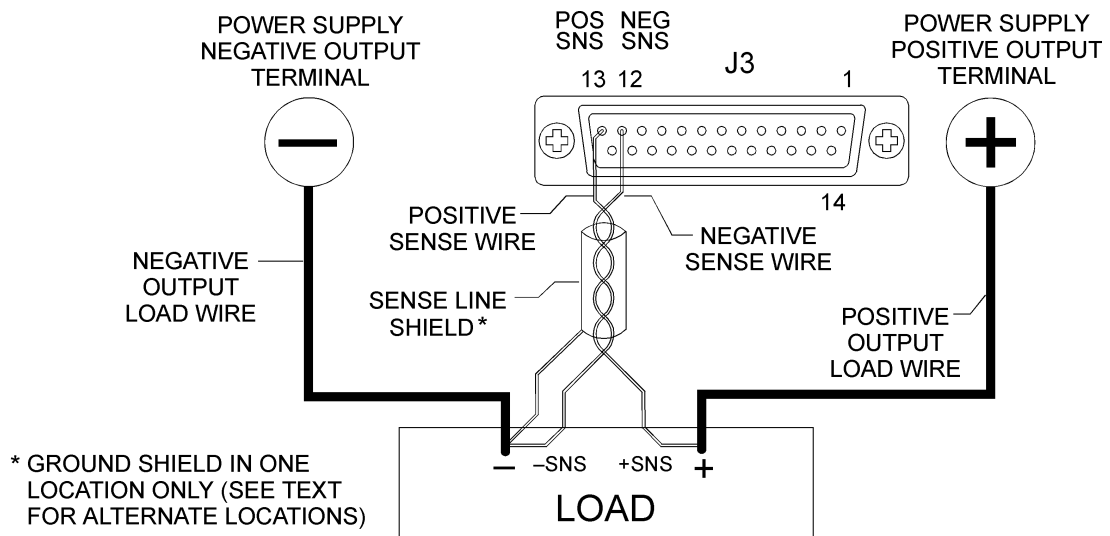 POWER SUPPLY
NEGATIVE OUTPUT
TERMINAL
POS
SNS
NEG
SNS
J3
13 12
1
POWER SUPPLY
POSITIVE OUTPUT
TERMINAL
14
POSITIVE
SENSE WIRE
NEGATIVE
SENSE WIRE
NEGATIVE
OUTPUT
LOAD WIRE
SENSE LINE
SHIELD*
POSITIVE
OUTPUT
LOAD WIRE
– –SNS +SNS +
LOAD
* GROUND SHIELD IN ONE
LOCATION ONLY (SEE TEXT
FOR ALTERNATE LOCATIONS)